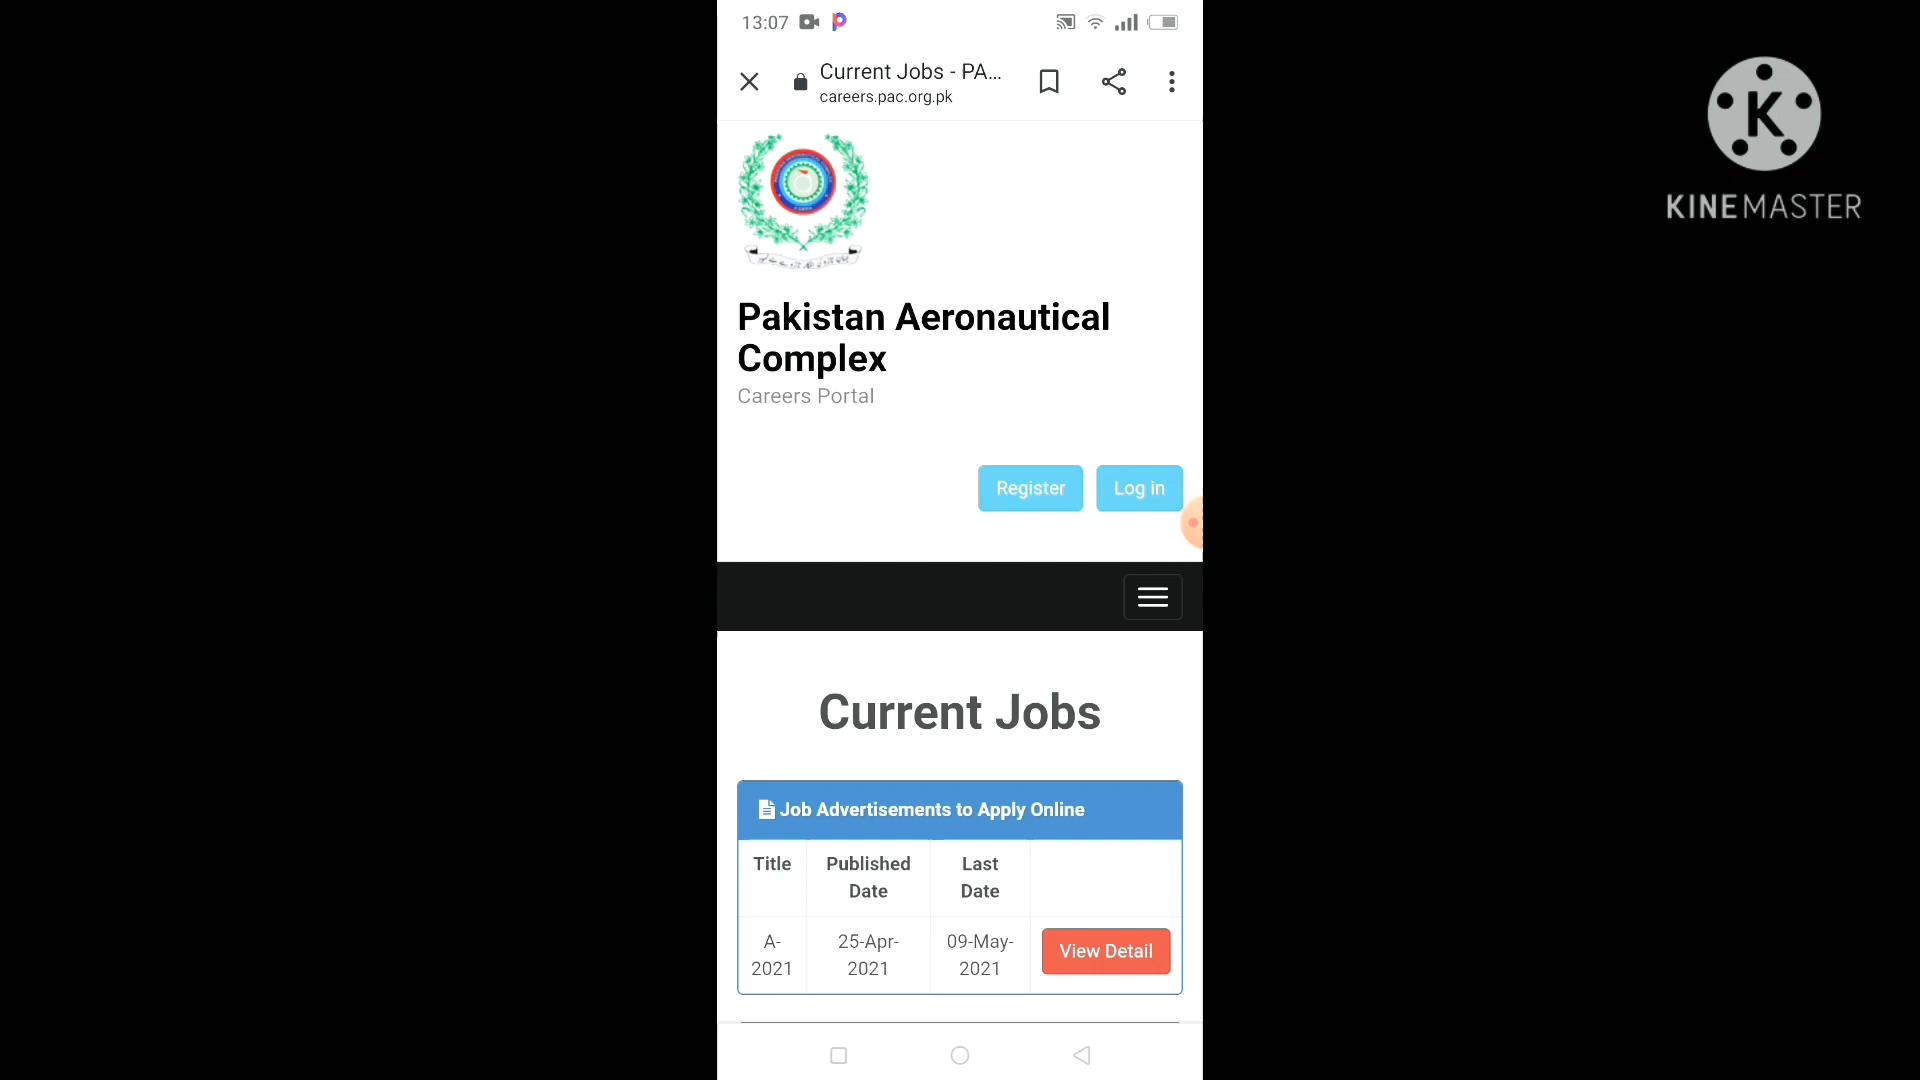 13:07
Current Jobs - PA...
careers.pac.org.pk
K
KINEMASTER
Pakistan Aeronautical
Complex
Careers Portal
Register Log in
Current Jobs
Job Advertisements to Apply Online
Title Published Date Last Date
A-2021 25-Apr-2021 09-May-2021 View Detail